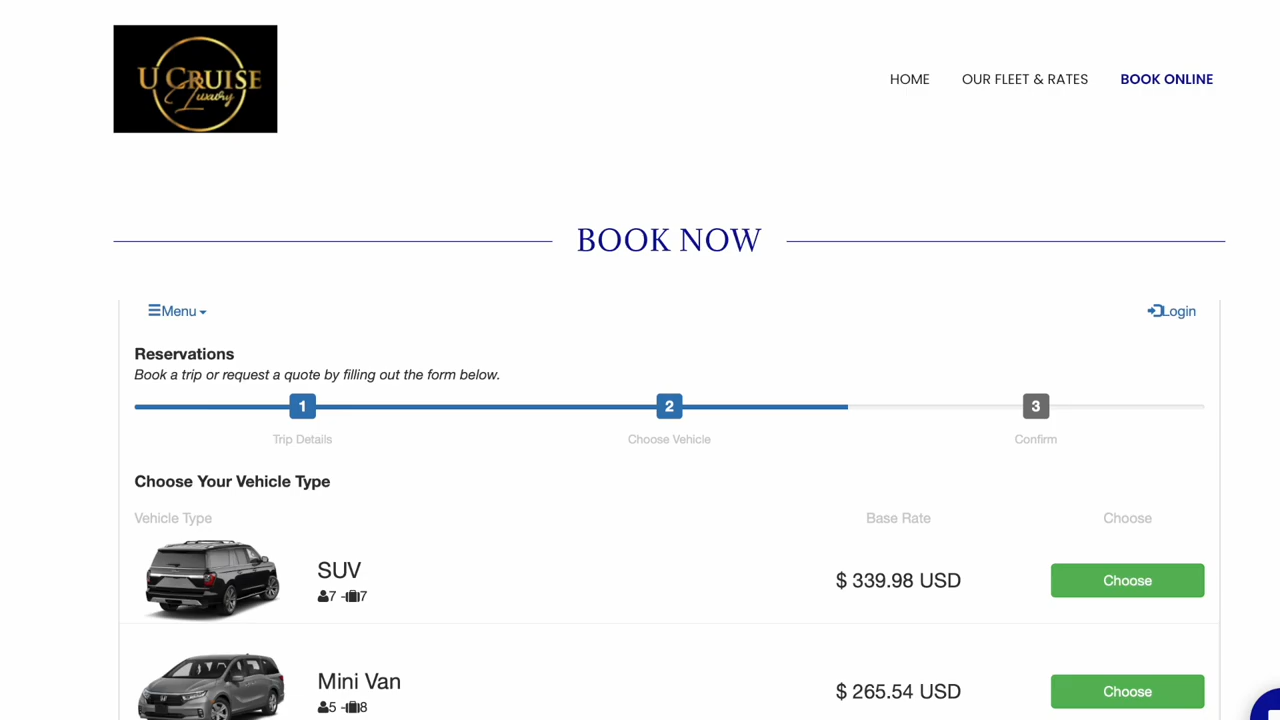 U CRUISE
Luxury
HOME
OUR FLEET & RATES
BOOK ONLINE
BOOK NOW
Menu
Login
Reservations
Book a trip or request a quote by filling out the form below.
1
2
3
Trip Details
Choose Vehicle
Confirm
Choose Your Vehicle Type
Vehicle Type
Base Rate
Choose
SUV
7 - 7
$ 339.98 USD
Choose
Mini Van
5 - 8
$ 265.54 USD
Choose